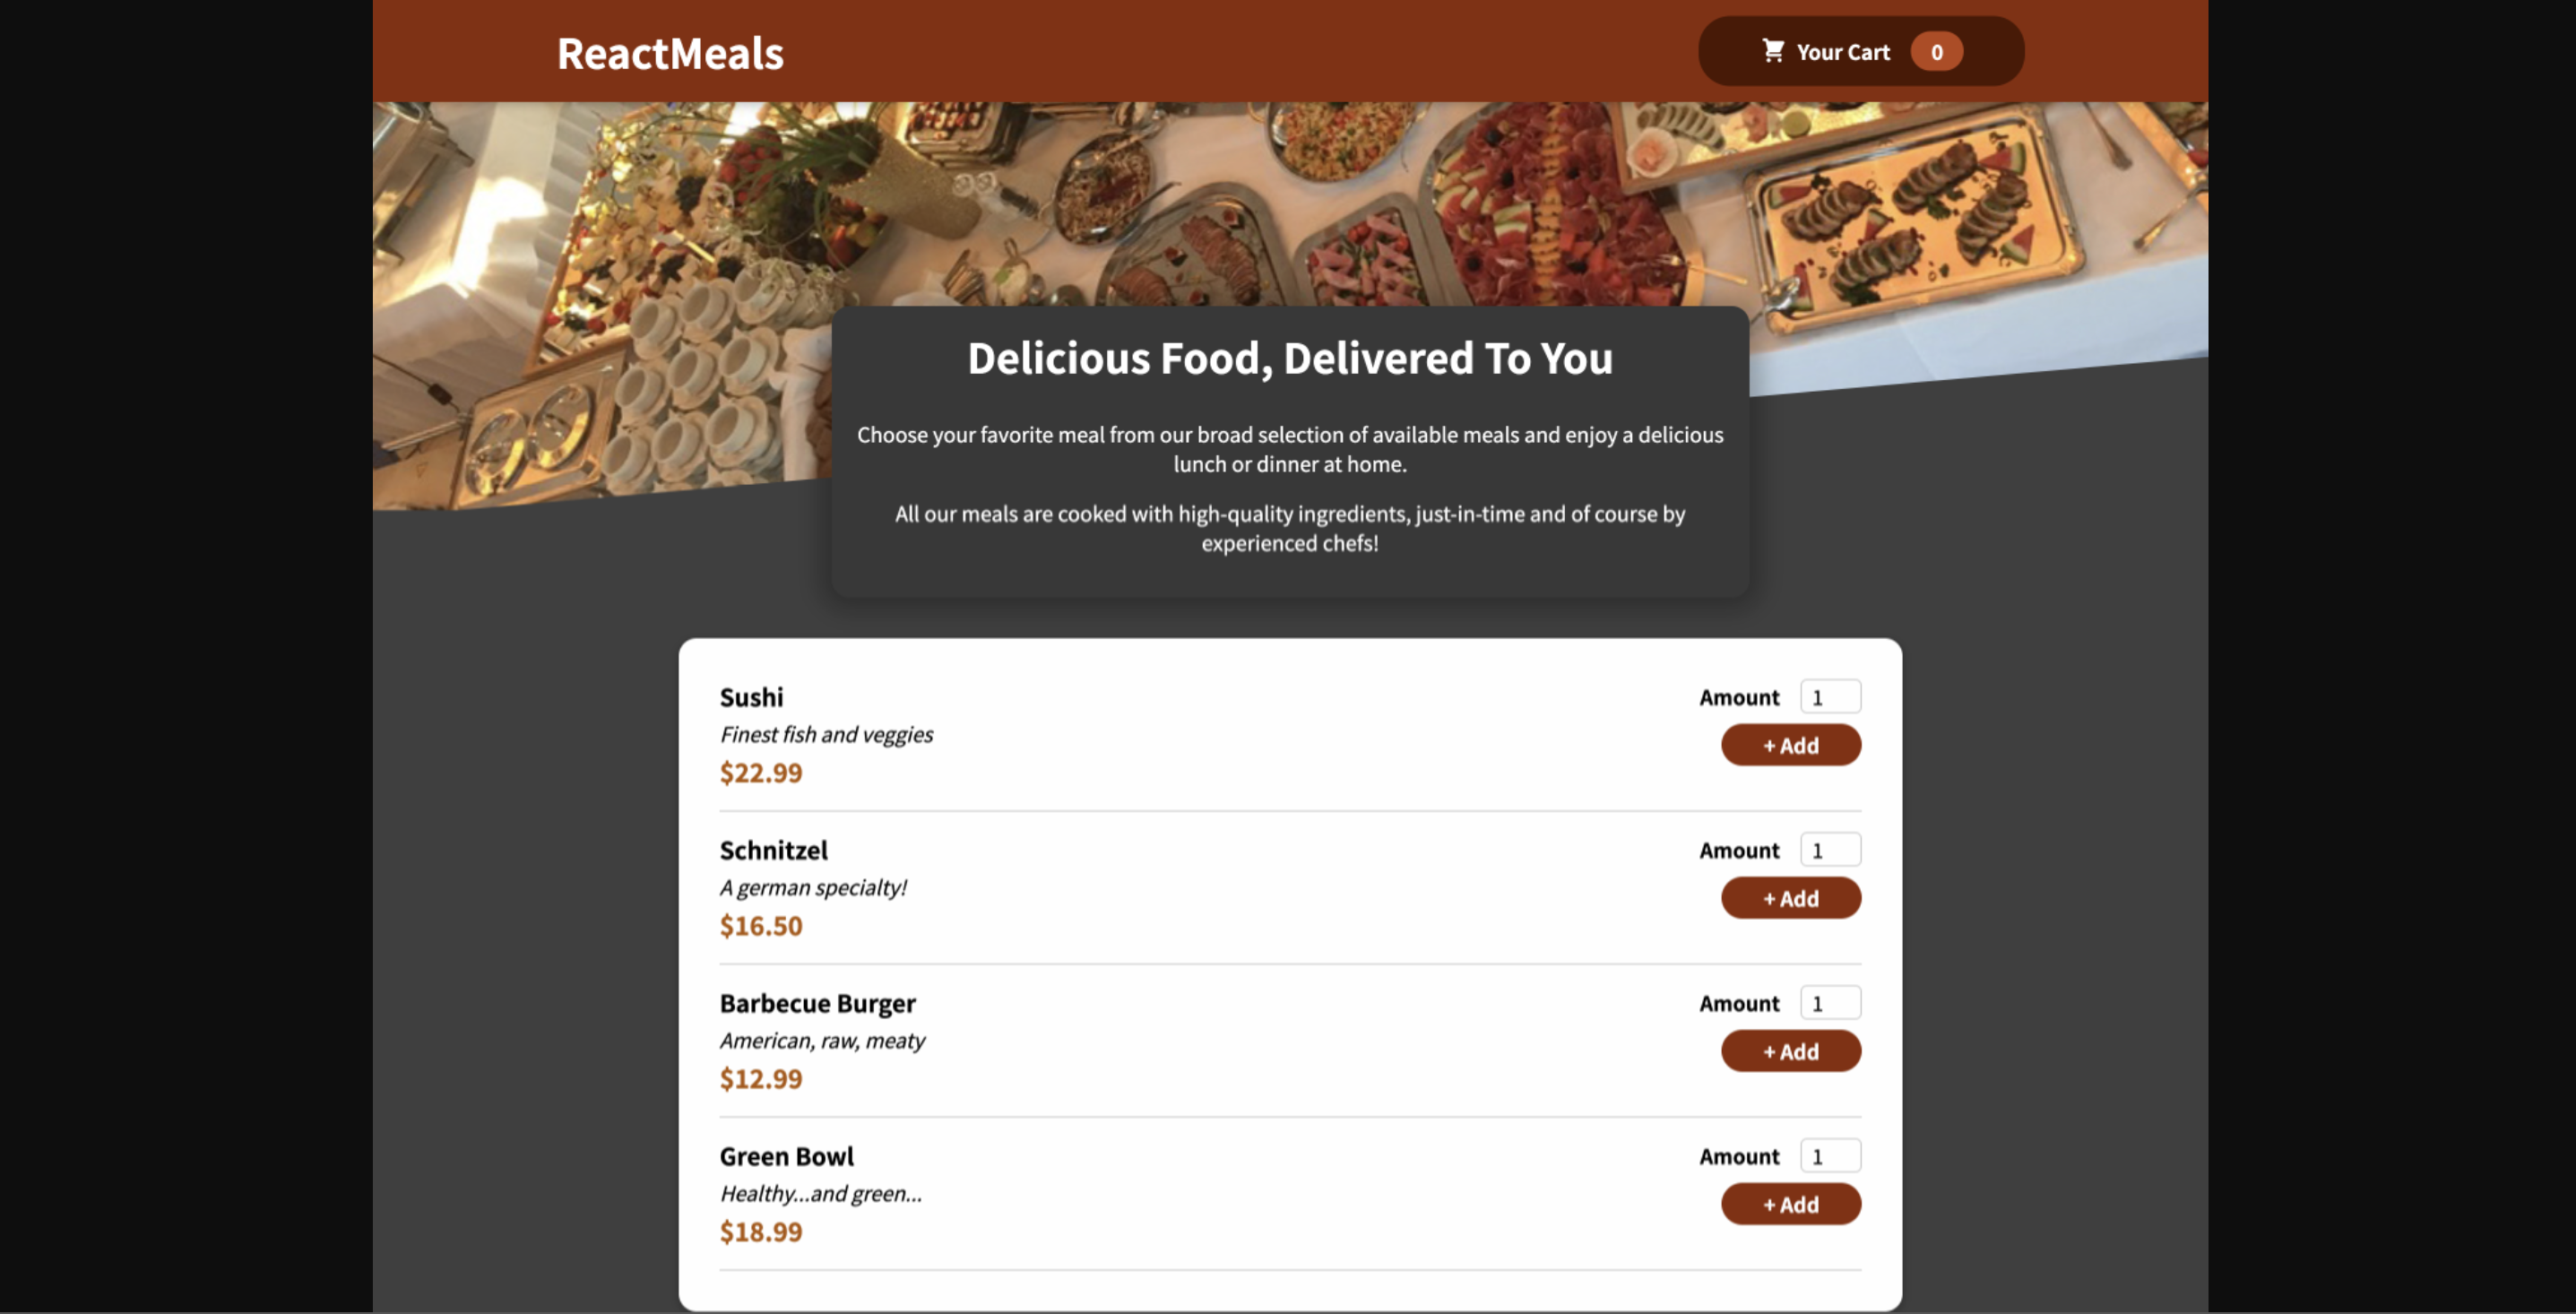 ReactMeals
Your Cart 0
Delicious Food, Delivered To You
Choose your favorite meal from our broad selection of available meals and enjoy a delicious
lunch or dinner at home.
All our meals are cooked with high-quality ingredients, just-in-time and of course by
experienced chefs!
Sushi
Finest fish and veggies
$22.99
Amount 1
+ Add
Schnitzel
A german specialty!
$16.50
Amount 1
+ Add
Barbecue Burger
American, raw, meaty
$12.99
Amount 1
+ Add
Green Bowl
Healthy...and green...
$18.99
Amount 1
+ Add